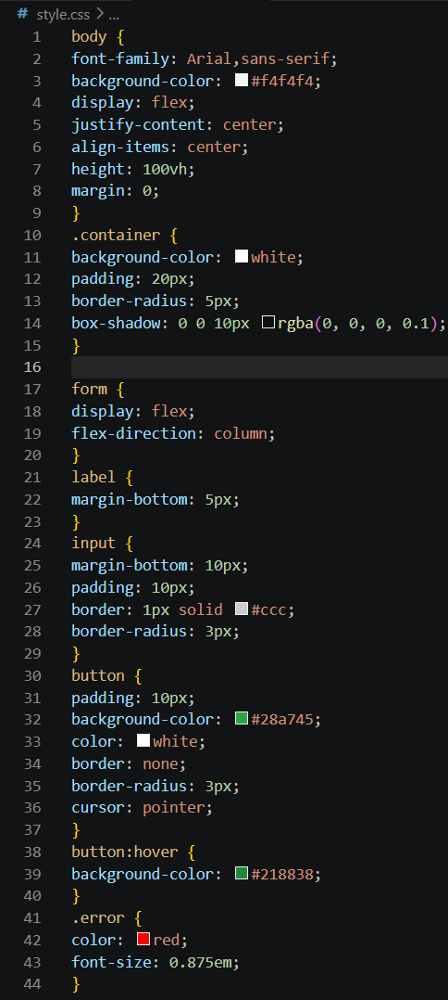 # style.css > ...
1 body {
2 font-family: Arial,sans-serif;
3 background-color: #f4f4f4;
4 display: flex;
5 justify-content: center;
6 align-items: center;
7 height: 100vh;
8 margin: 0;
9 }
10 .container {
11 background-color: white;
12 padding: 20px;
13 border-radius: 5px;
14 box-shadow: 0 0 10px rgba(0, 0, 0, 0.1);
15 }
16
17 form {
18 display: flex;
19 flex-direction: column;
20 }
21 label {
22 margin-bottom: 5px;
23 }
24 input {
25 margin-bottom: 10px;
26 padding: 10px;
27 border: 1px solid #ccc;
28 border-radius: 3px;
29 }
30 button {
31 padding: 10px;
32 background-color: #28a745;
33 color: white;
34 border: none;
35 border-radius: 3px;
36 cursor: pointer;
37 }
38 button:hover {
39 background-color: #218838;
40 }
41 .error {
42 color: red;
43 font-size: 0.875em;
44 }